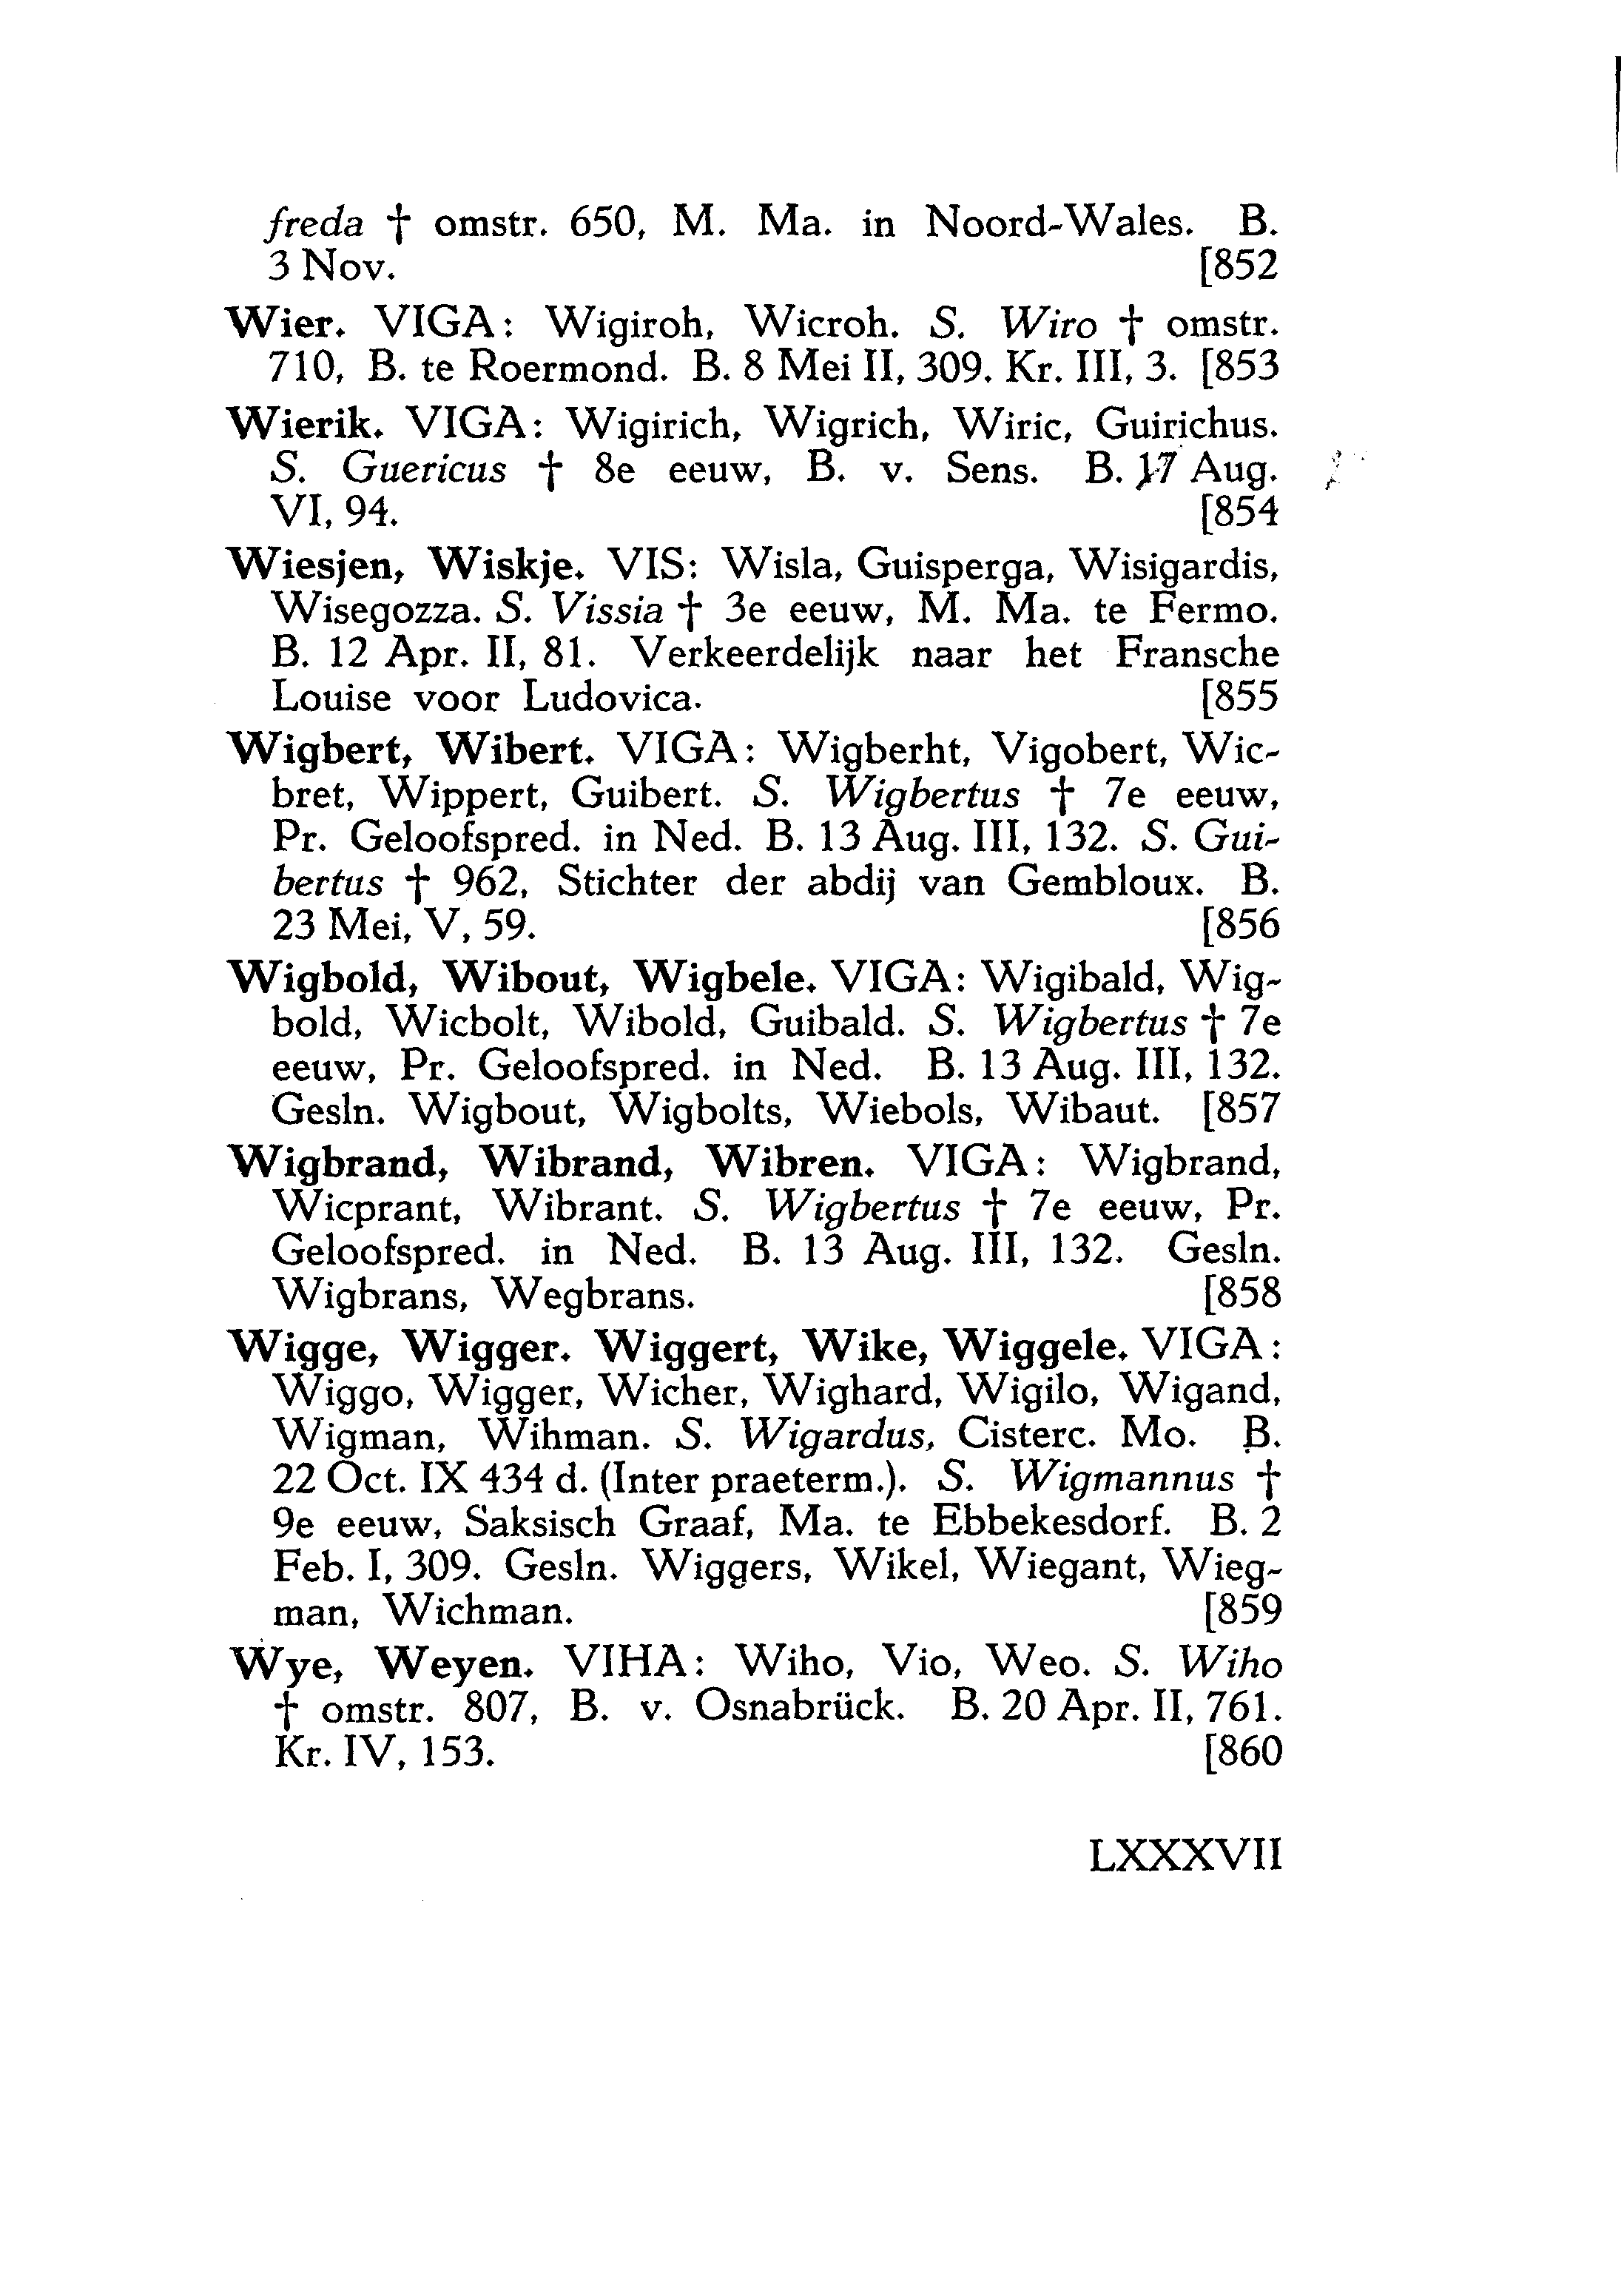 freda † omstr. 650, M. Ma. in Noord-Wales. B.
3 Nov. [852
Wier. VIGA: Wigiroh, Wicroh. S. Wiro † omstr.
710, B. te Roermond. B. 8 Mei II, 309. Kr. III, 3. [853
Wierik. VIGA: Wigirich, Wigrich, Wiric, Guirichus.
S. Guericus † 8e eeuw, B. v. Sens. B. 17 Aug.
VI, 94. [854
Wiesjen, Wiskje. VIS: Wisla, Guisperga, Wisigardis,
Wisegozza. S. Vissia † 3e eeuw, M. Ma. te Fermo.
B. 12 Apr. II, 81. Verkeerdelijk naar het Fransche
Louise voor Ludovica. [855
Wigbert, Wibert. VIGA: Wigberht, Vigobert, Wic-
bret, Wippert, Guibert. S. Wigbertus † 7e eeuw,
Pr. Geloofspred. in Ned. B. 13 Aug. III, 132. S. Gui-
bertus † 962, Stichter der abdij van Gembloux. B.
23 Mei, V, 59. [856
Wigbold, Wibout, Wigbele. VIGA: Wigibald, Wig-
bold, Wicbolt, Wibold, Guibald. S. Wigbertus † 7e
eeuw, Pr. Geloofspred. in Ned. B. 13 Aug. III, 132.
Gesln. Wigbout, Wigbolts, Wiebols, Wibaut. [857
Wigbrand, Wibrand, Wibren. VIGA: Wigbrand,
Wicprant, Wibrant. S. Wigbertus † 7e eeuw, Pr.
Geloofspred. in Ned. B. 13 Aug. III, 132. Gesln.
Wigbrans, Wegbrans. [858
Wigge, Wigger. Wiggert, Wike, Wiggele. VIGA:
Wiggo, Wigger, Wicher, Wighard, Wigilo, Wigand,
Wigman, Wihman. S. Wigardus, Cisterc. Mo. B.
22 Oct. IX 434 d. (Inter praeterm.). S. Wigmannus †
9e eeuw, Saksisch Graaf, Ma. te Ebbekesdorf. B. 2
Feb. I, 309. Gesln. Wiggers, Wikel, Wiegant, Wieg-
man, Wichman. [859
Wye, Weyen. VIHA: Wiho, Vio, Weo. S. Wiho
† omstr. 807, B. v. Osnabrück. B. 20 Apr. II, 761.
Kr. IV, 153. [860
LXXXVII